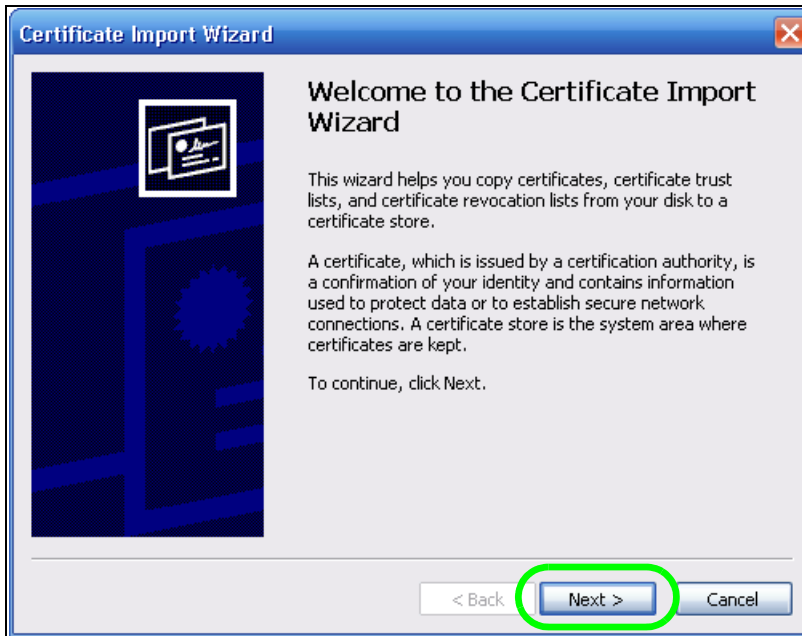 Certificate Import Wizard
Welcome to the Certificate Import
Wizard
This wizard helps you copy certificates, certificate trust
lists, and certificate revocation lists from your disk to a
certificate store.
A certificate, which is issued by a certification authority, is
a confirmation of your identity and contains information
used to protect data or to establish secure network
connections. A certificate store is the system area where
certificates are kept.
To continue, click Next.
< Back
Next >
Cancel